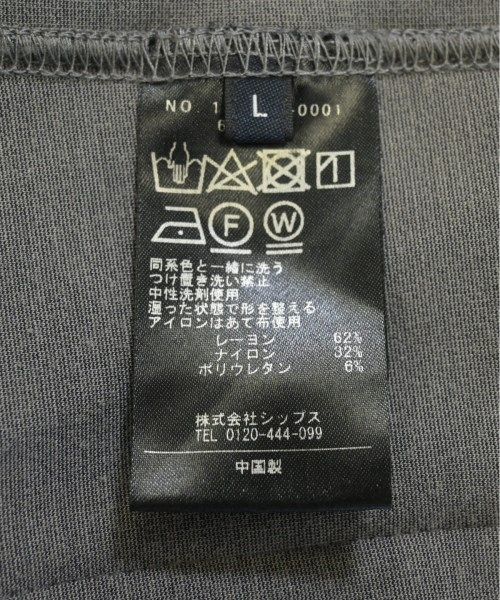 NO 1
L
-0001
F
W
同系色と一緒に洗う
つけ置き洗い禁止
中性洗剤使用
湿った状態で形を整える
アイロンはあて布使用
レーヨン 62%
ナイロン 32%
ポリウレタン 6%
株式会社シップス
TEL 0120-444-099
中国製